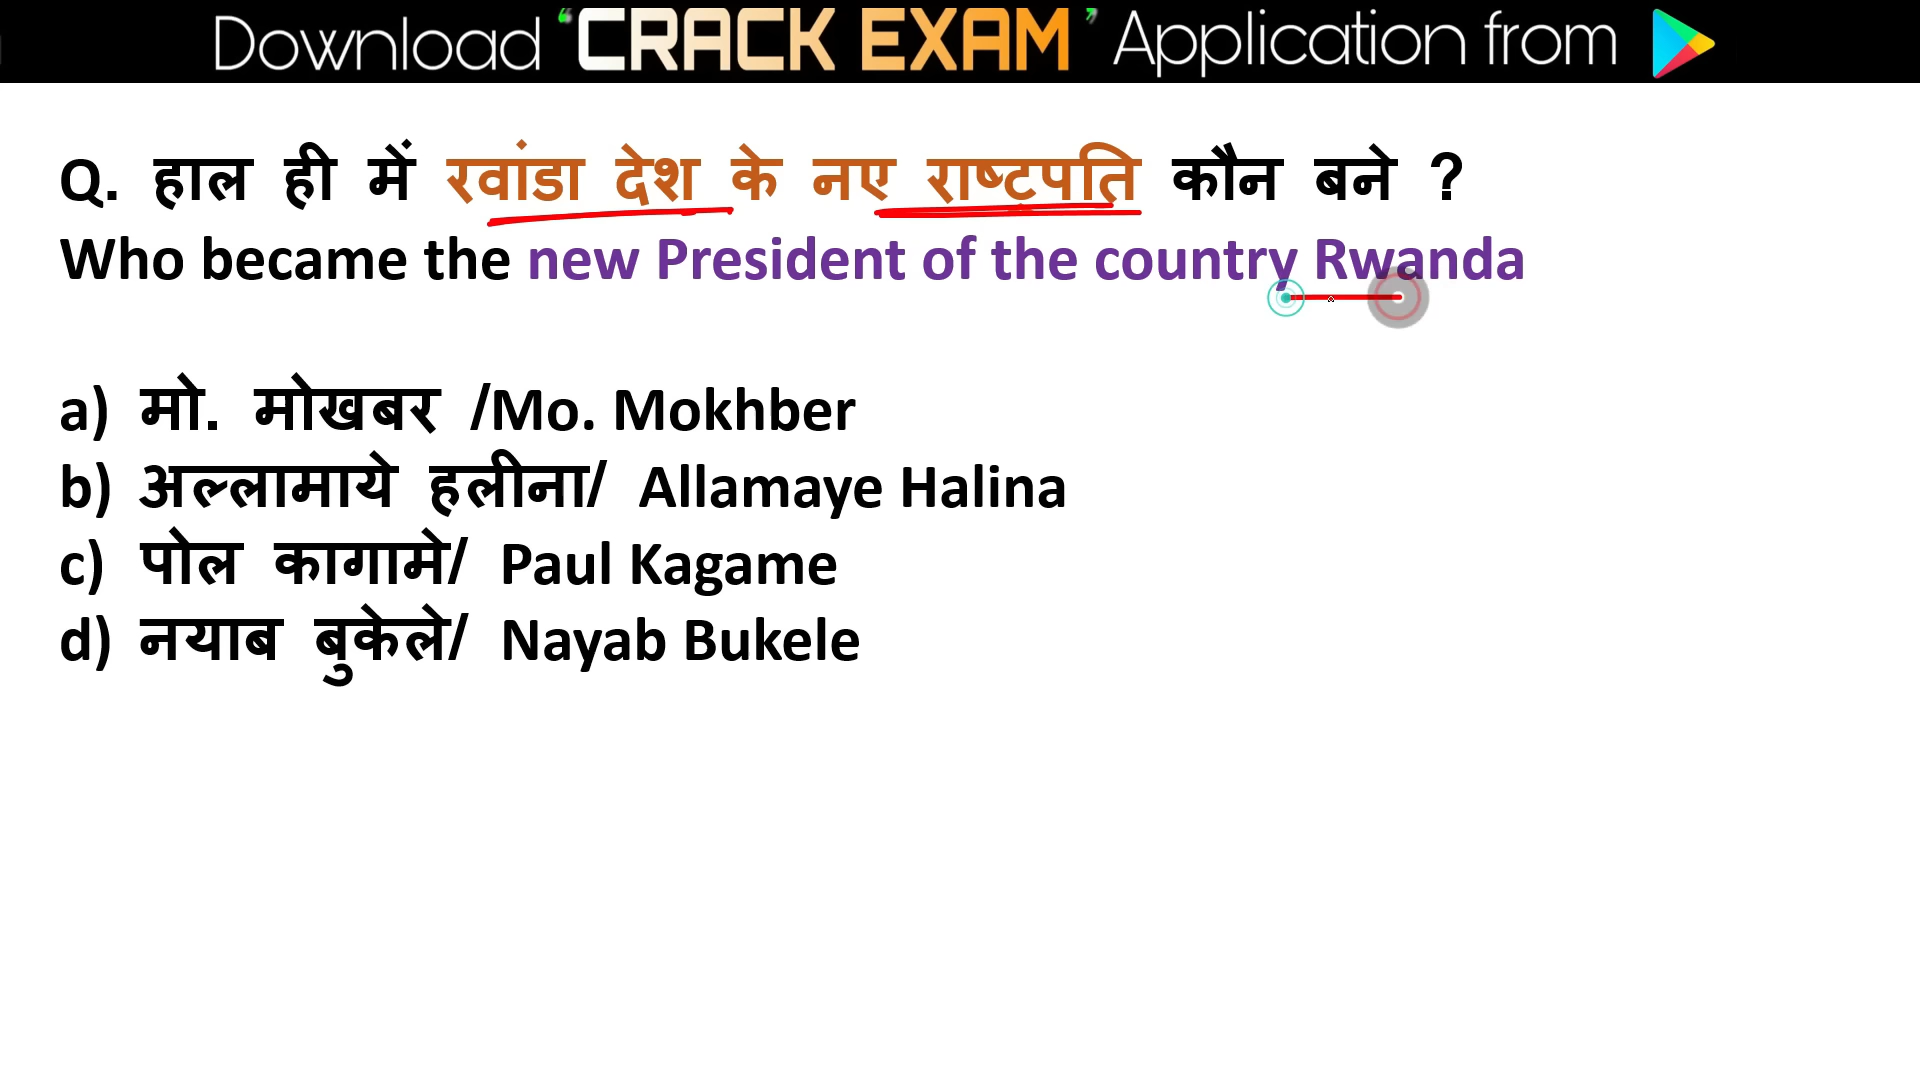 Download ‘CRACK EXAM’ Application from
Q. हाल ही में रवांडा देश के नए राष्टपति कौन बने ?
Who became the new President of the country Rwanda
a) मो. मोखबर /Mo. Mokhber
b) अल्लामाये हलीना/ Allamaye Halina
c) पोल कागामे/ Paul Kagame
d) नयाब बुकेले/ Nayab Bukele